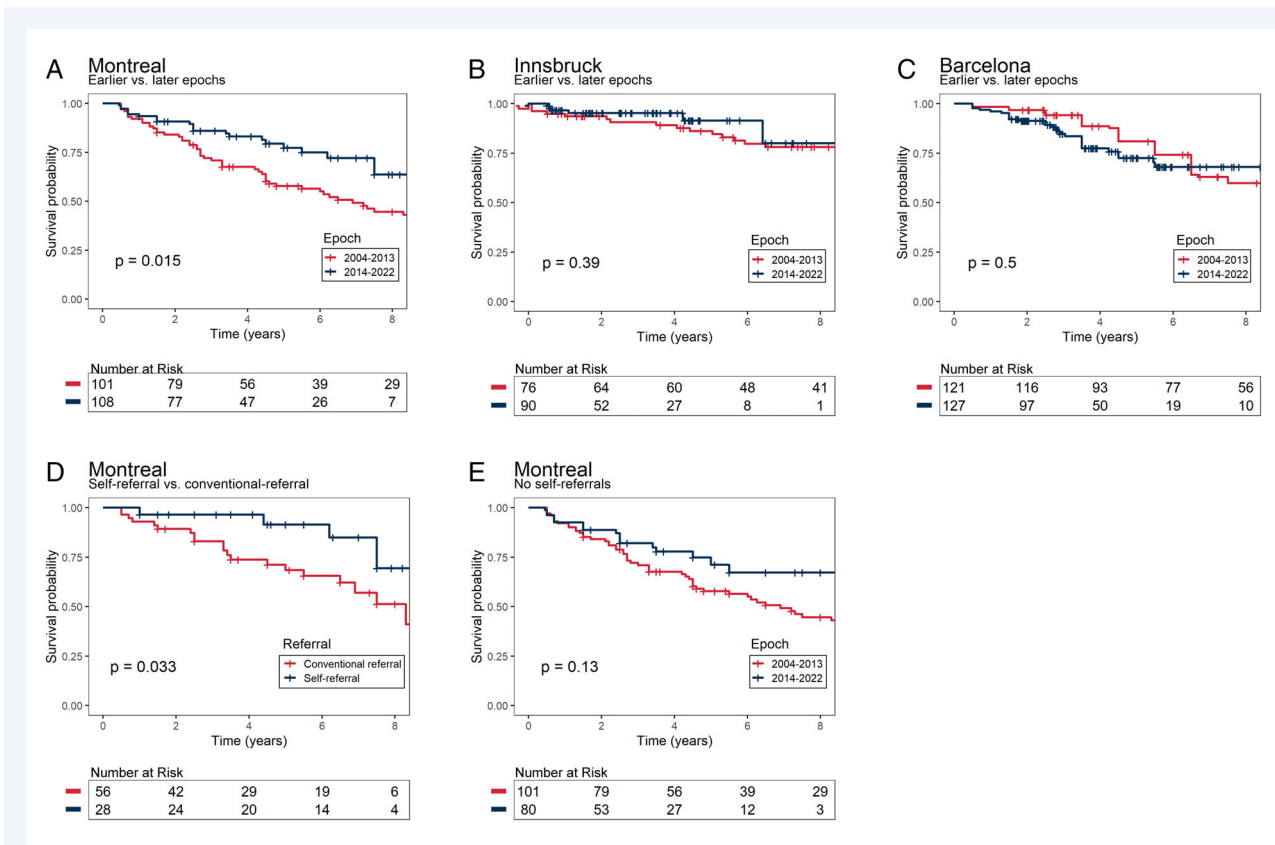 A Montreal
Earlier vs. later epochs
Survival probability
1.00
0.75
0.50
0.25
0.00
p = 0.015
Epoch
2004-2013
2014-2022
0 2 4 6 8
Time (years)
Number at Risk
101 79 56 39 29
108 77 47 26 7
B Innsbruck
Earlier vs. later epochs
Survival probability
1.00
0.75
0.50
0.25
0.00
p = 0.39
Epoch
2004-2013
2014-2022
0 2 4 6 8
Time (years)
Number at Risk
76 64 60 48 41
90 52 27 8 1
C Barcelona
Earlier vs. later epochs
Survival probability
1.00
0.75
0.50
0.25
0.00
p = 0.5
Epoch
2004-2013
2014-2022
0 2 4 6 8
Time (years)
Number at Risk
121 116 93 77 56
127 97 50 19 10
D Montreal
Self-referral vs. conventional-referral
Survival probability
1.00
0.75
0.50
0.25
0.00
p = 0.033
Referral
Conventional referral
Self-referral
0 2 4 6 8
Time (years)
Number at Risk
56 42 29 19 6
28 24 20 14 4
E Montreal
No self-referrals
Survival probability
1.00
0.75
0.50
0.25
0.00
p = 0.13
Epoch
2004-2013
2014-2022
0 2 4 6 8
Time (years)
Number at Risk
101 79 56 39 29
80 53 27 12 3